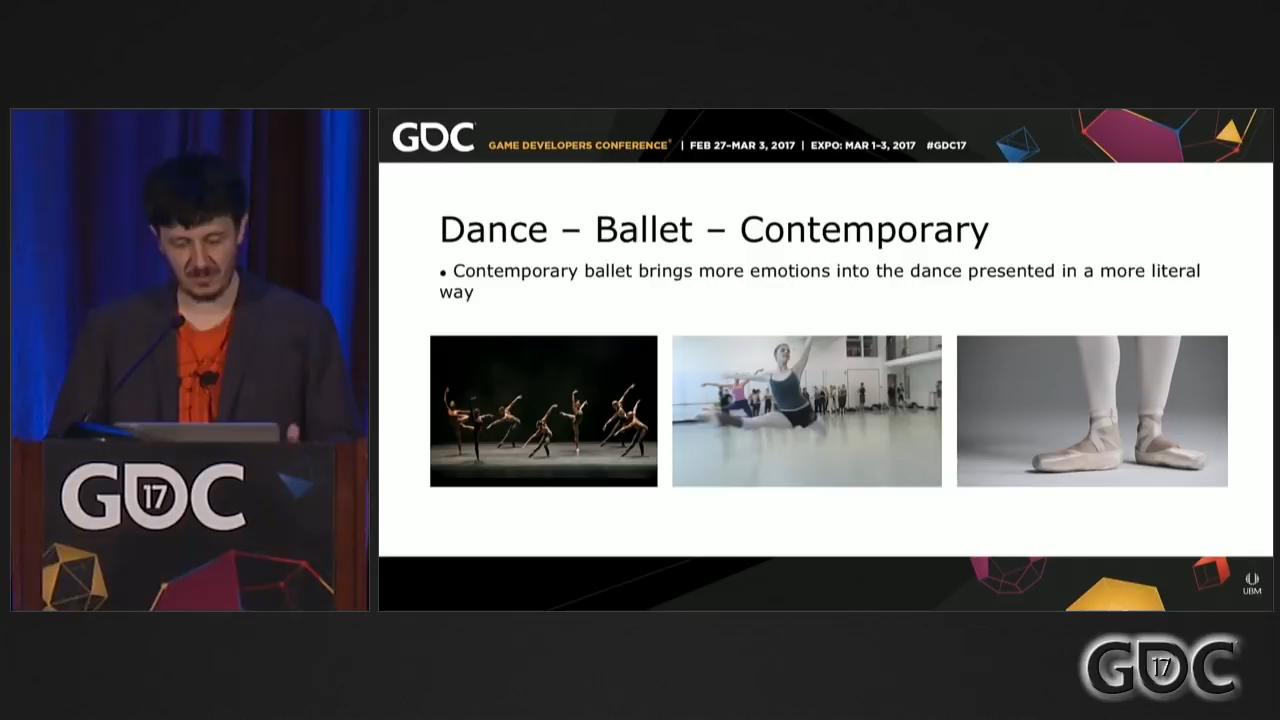 GDC
GAME DEVELOPERS CONFERENCE® | FEB 27–MAR 3, 2017 | EXPO: MAR 1–3, 2017 #GDC17
Dance – Ballet – Contemporary
• Contemporary ballet brings more emotions into the dance presented in a more literal
way
GDC
17
UBM
GDC
17